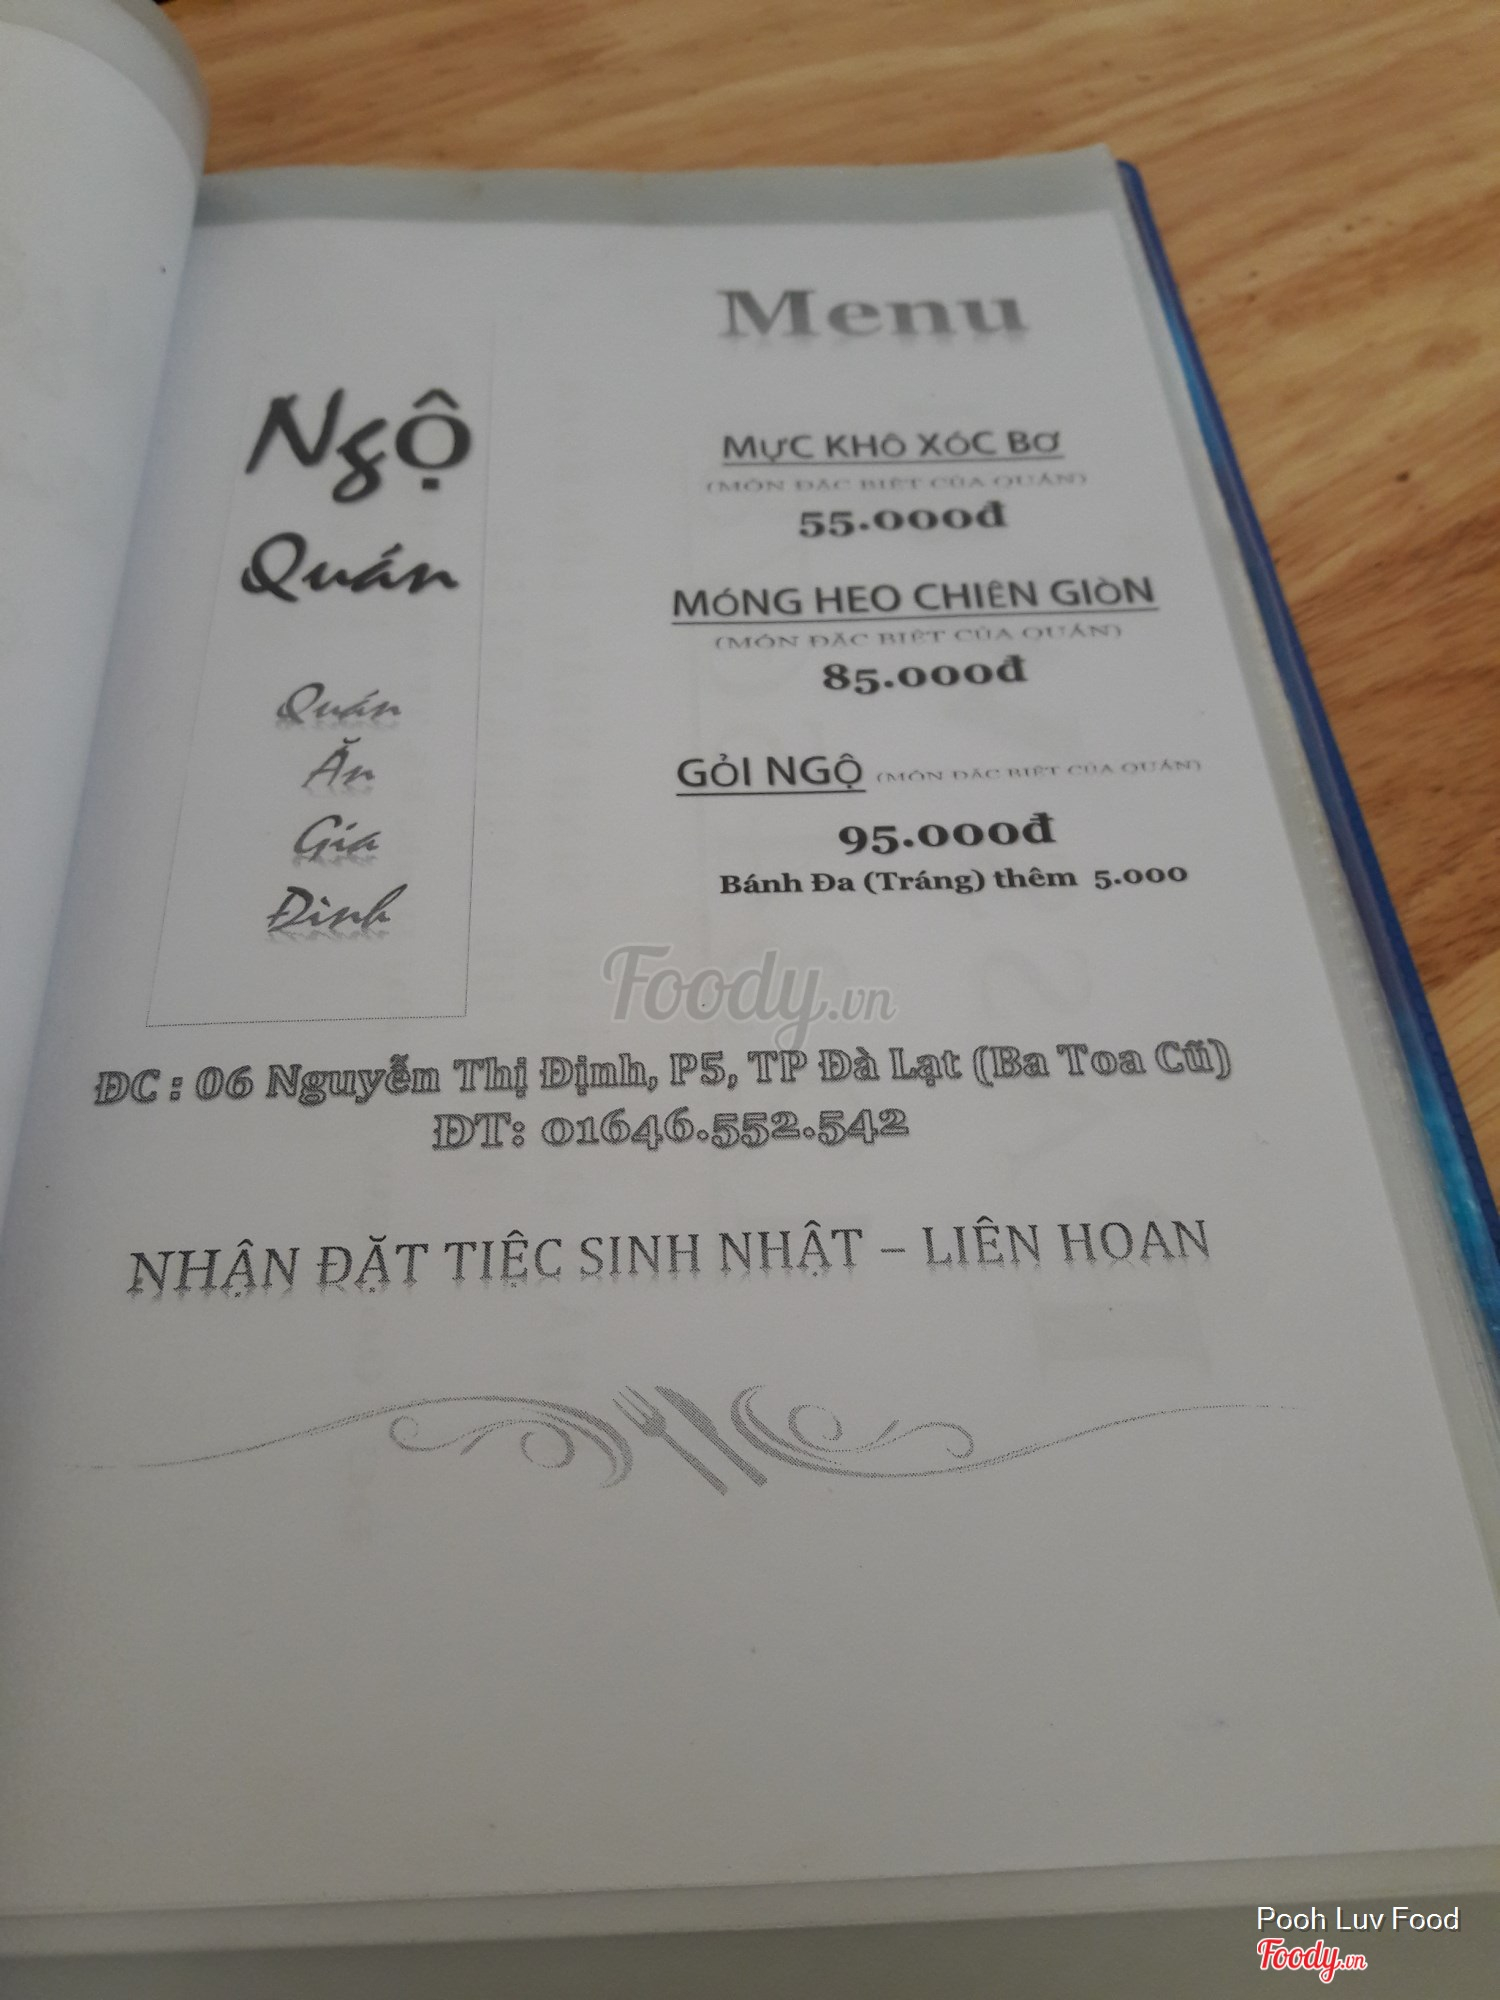 Menu
Ngộ
Quán
Quán
Ăn
Gia
Đình
MỰC KHÔ XÓC BƠ
(MÓN ĐẶC BIỆT CỦA QUÁN)
55.000đ
MÓNG HEO CHIÊN GIÒN
(MÓN ĐẶC BIỆT CỦA QUÁN)
85.000đ
GỎI NGỘ (MÓN ĐẶC BIỆT CỦA QUÁN)
95.000đ
Bánh Đa (Tráng) thêm 5.000
Foody.vn
ĐC : 06 Nguyễn Thị Định, P5, TP Đà Lạt (Ba Toa Cũ)
ĐT: 01646.552.542
NHẬN ĐẶT TIỆC SINH NHẬT – LIÊN HOAN
Pooh Luv Food
Foody.vn